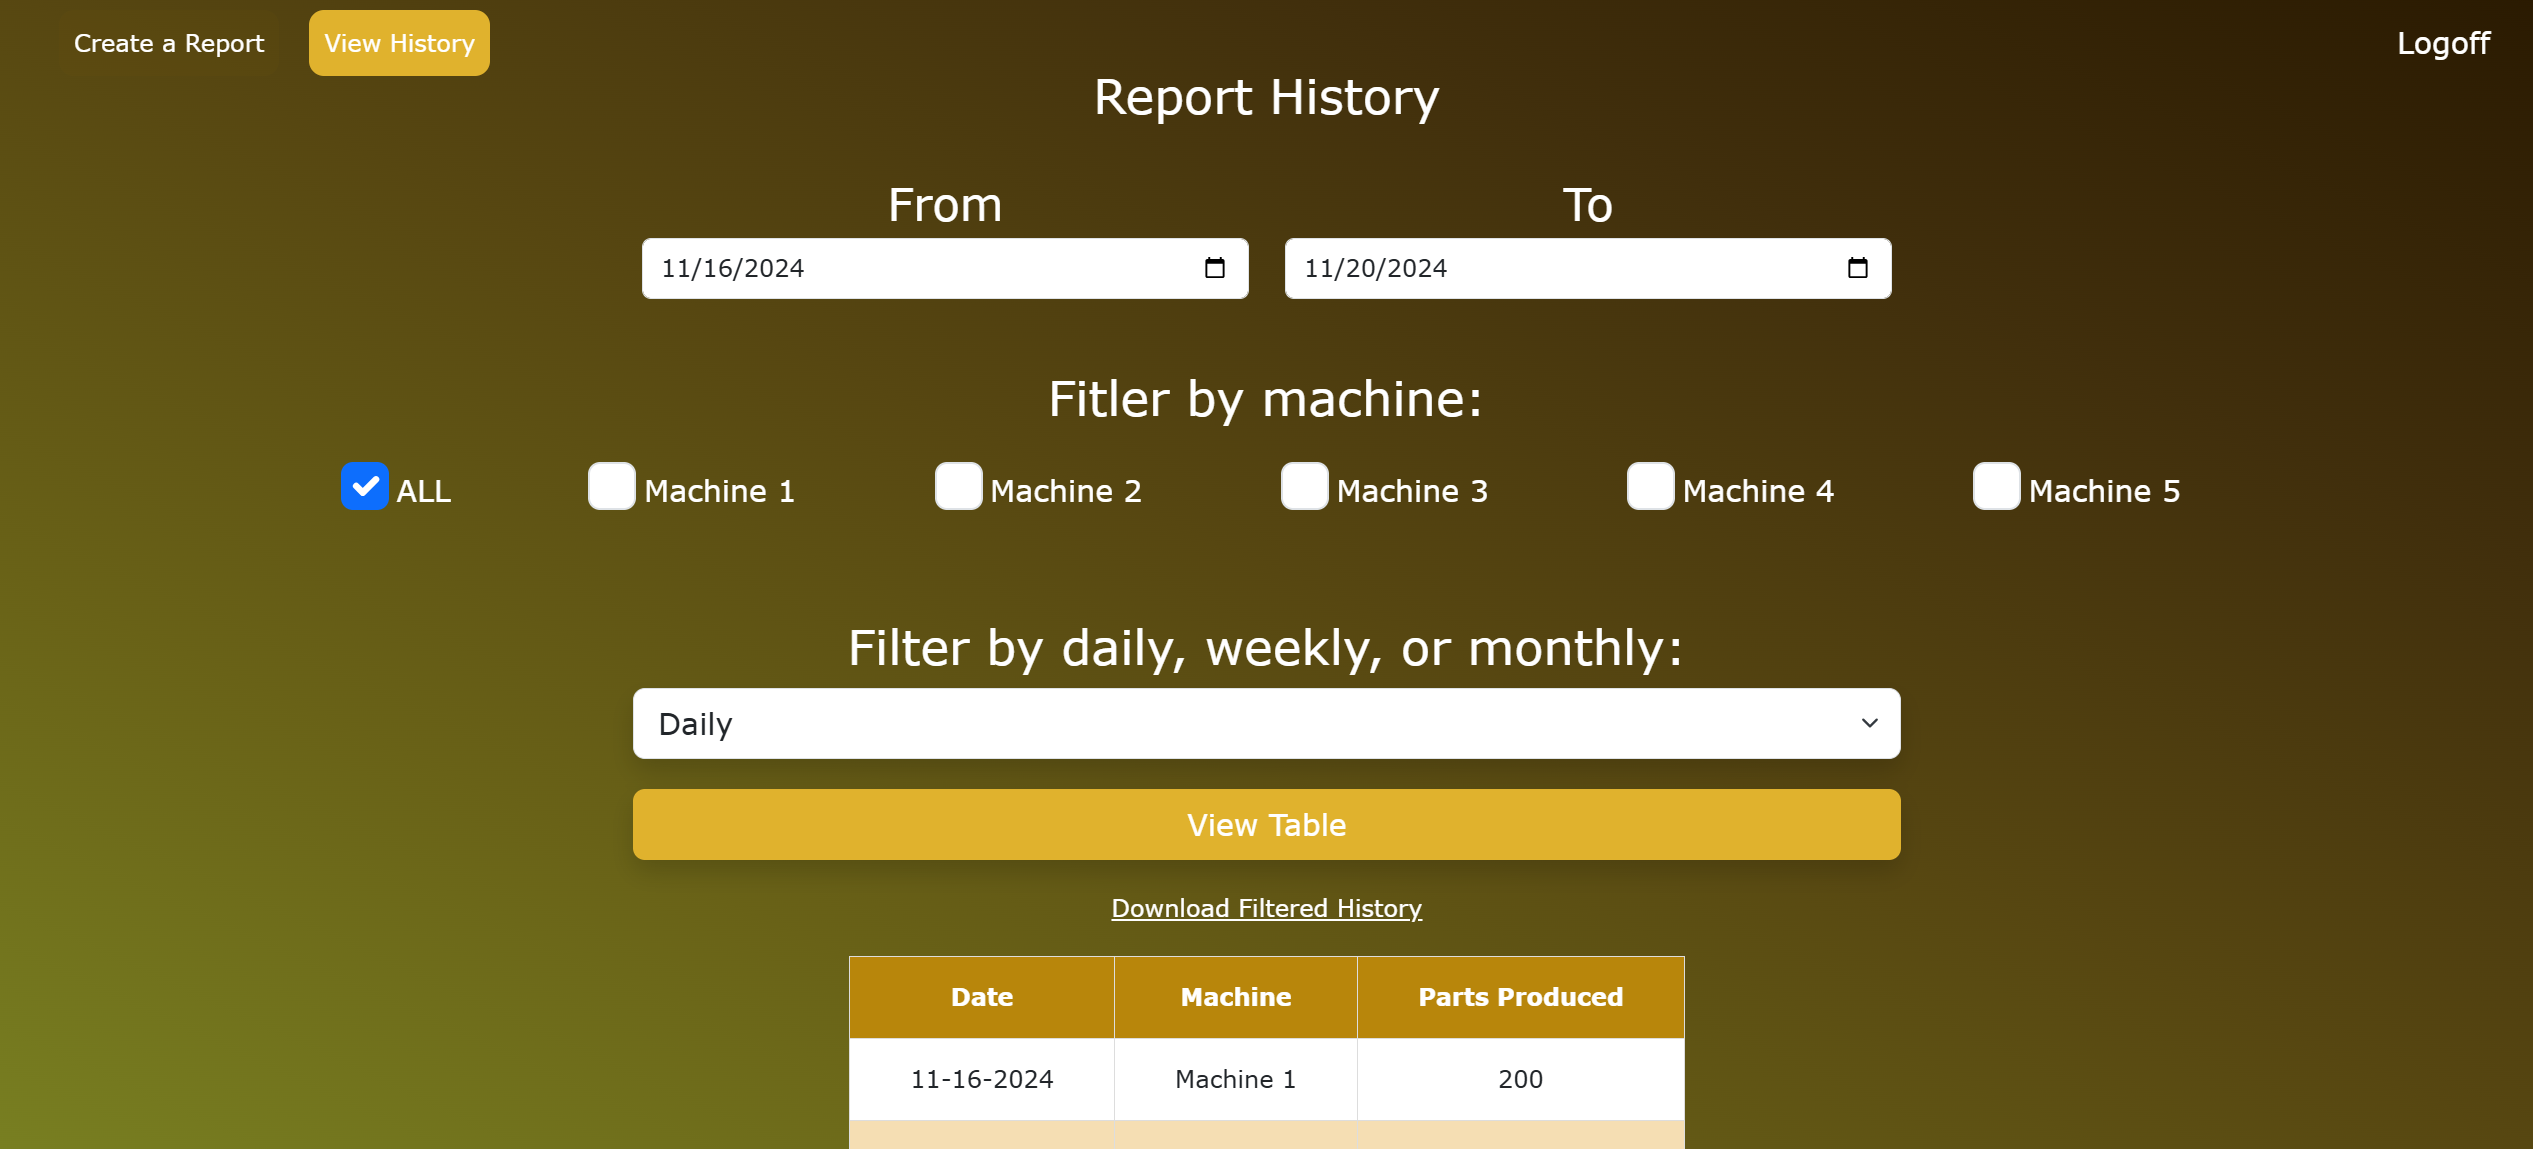 Create a Report View History Logoff
Report History
From To
11/16/2024 11/20/2024
Fitler by machine:
ALL Machine 1 Machine 2 Machine 3 Machine 4 Machine 5
Filter by daily, weekly, or monthly:
Daily
View Table
Download Filtered History
Date Machine Parts Produced
11-16-2024 Machine 1 200